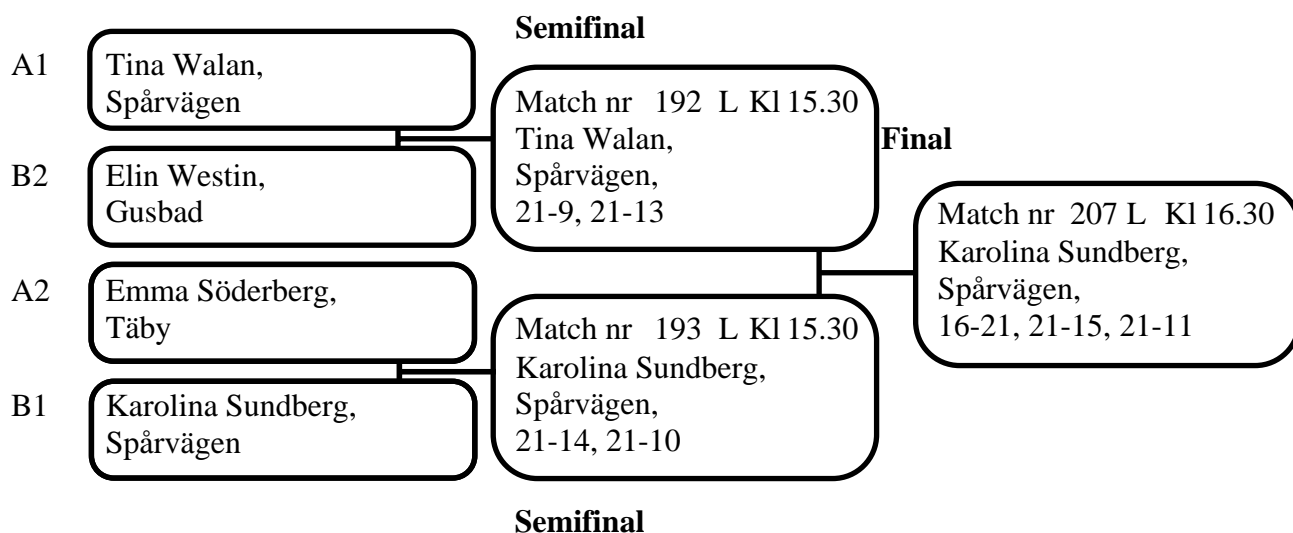 Semifinal
A1
Tina Walan,
Spårvägen
B2
Elin Westin,
Gusbad
A2
Emma Söderberg,
Täby
B1
Karolina Sundberg,
Spårvägen
Match nr 192 L Kl 15.30
Tina Walan,
Spårvägen,
21-9, 21-13
Match nr 193 L Kl 15.30
Karolina Sundberg,
Spårvägen,
21-14, 21-10
Semifinal
Final
Match nr 207 L Kl 16.30
Karolina Sundberg,
Spårvägen,
16-21, 21-15, 21-11